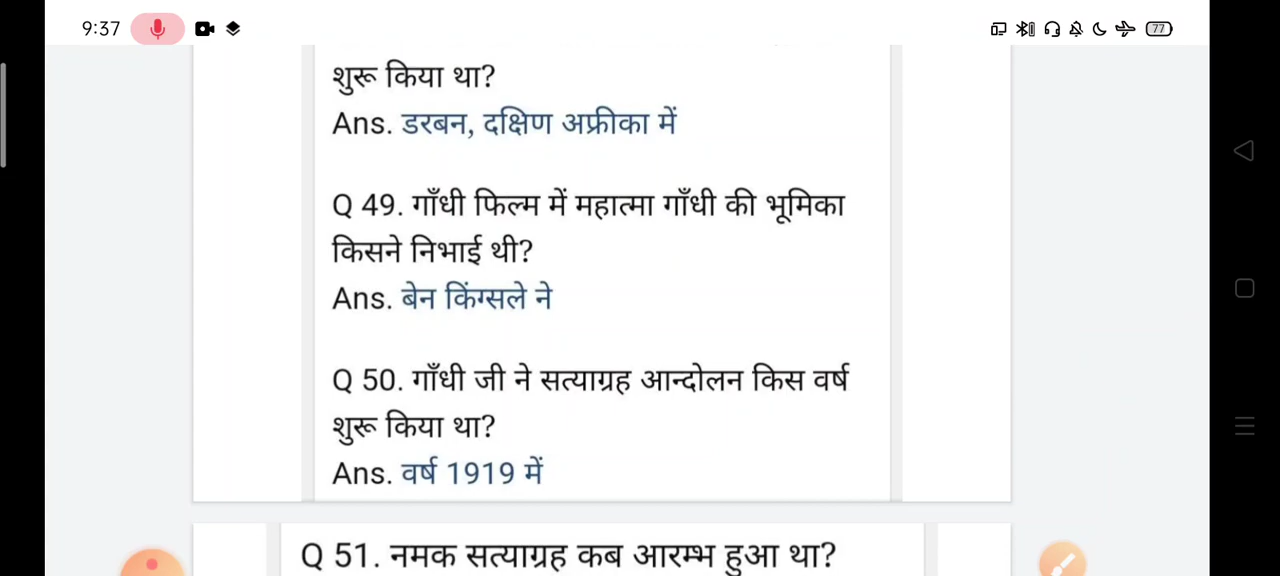 9:37
77
शुरू किया था?
Ans. डरबन, दक्षिण अफ्रीका में
Q 49. गाँधी फिल्म में महात्मा गाँधी की भूमिका
किसने निभाई थी?
Ans. बेन किंग्सले ने
Q 50. गाँधी जी ने सत्याग्रह आन्दोलन किस वर्ष
शुरू किया था?
Ans. वर्ष 1919 में
Q 51. नमक सत्याग्रह कब आरम्भ हुआ था?